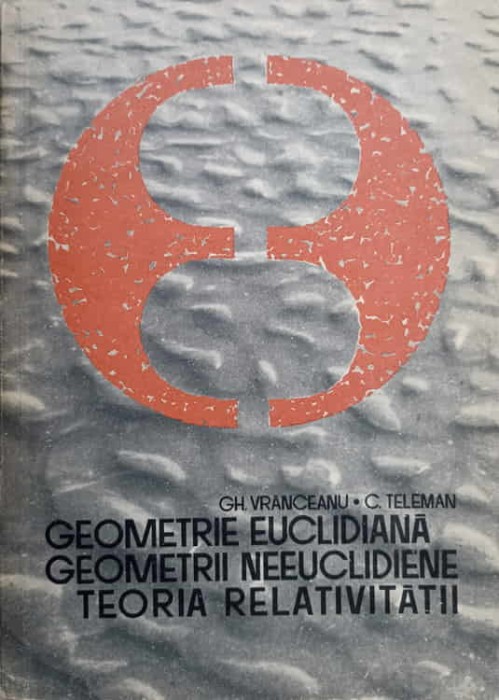 GH. VRANCEANU • C. TELEMAN
GEOMETRIE EUCLIDIANĂ
GEOMETRII NEEUCLIDIENE
TEORIA RELATIVITĂȚII